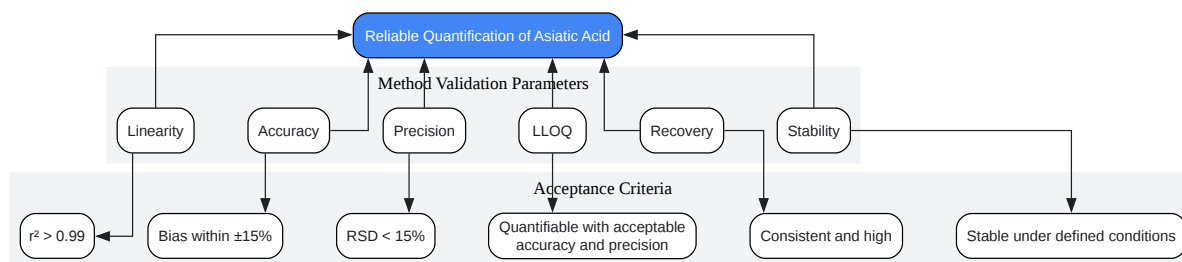 Reliable Quantification of Asiatic Acid
Method Validation Parameters
Linearity
Accuracy
Precision
LLOQ
Recovery
Stability
Acceptance Criteria
r² > 0.99
Bias within ±15%
RSD < 15%
Quantifiable with acceptable
accuracy and precision
Consistent and high
Stable under defined conditions